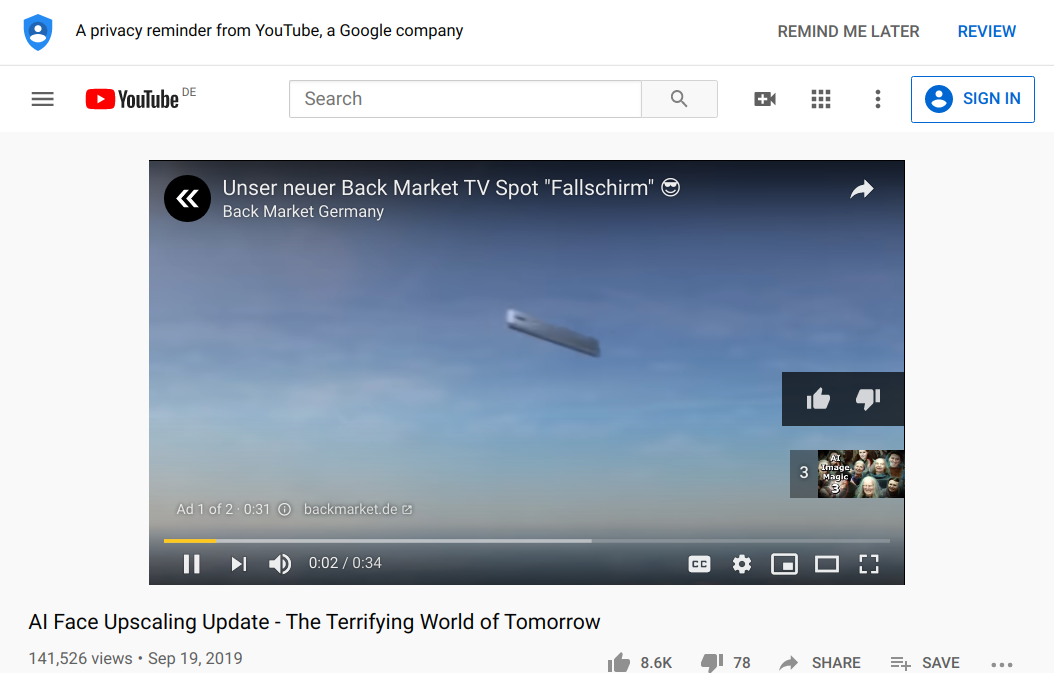 A privacy reminder from YouTube, a Google company
REMIND ME LATER
REVIEW
YouTube DE
Search
SIGN IN
Unser neuer Back Market TV Spot "Fallschirm" 😎
Back Market Germany
3
AI
Image
Magic
3
Ad 1 of 2 · 0:31
backmarket.de
0:02 / 0:34
CC
AI Face Upscaling Update - The Terrifying World of Tomorrow
141,526 views • Sep 19, 2019
8.6K
78
SHARE
SAVE